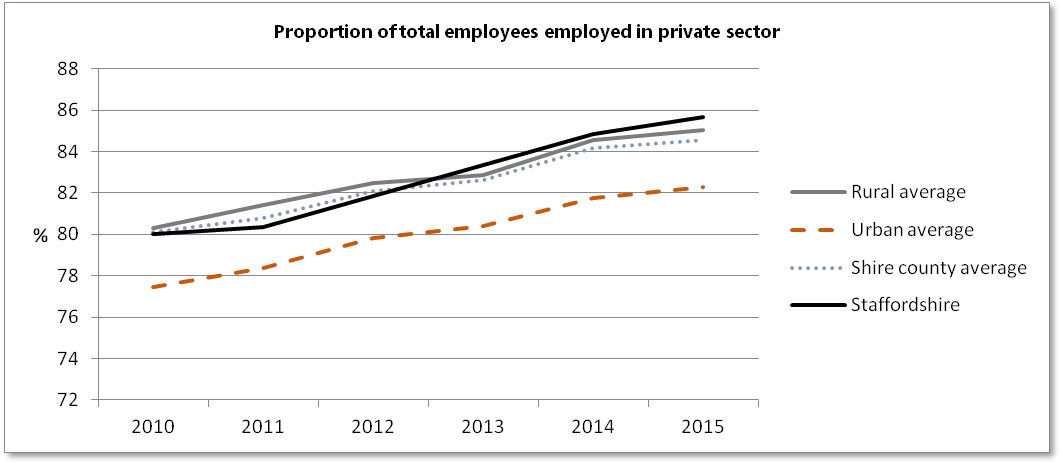 Proportion of total employees employed in private sector
88
86
84
82
80
78
76
74
72
%
2010 2011 2012 2013 2014 2015
Rural average
Urban average
Shire county average
Staffordshire